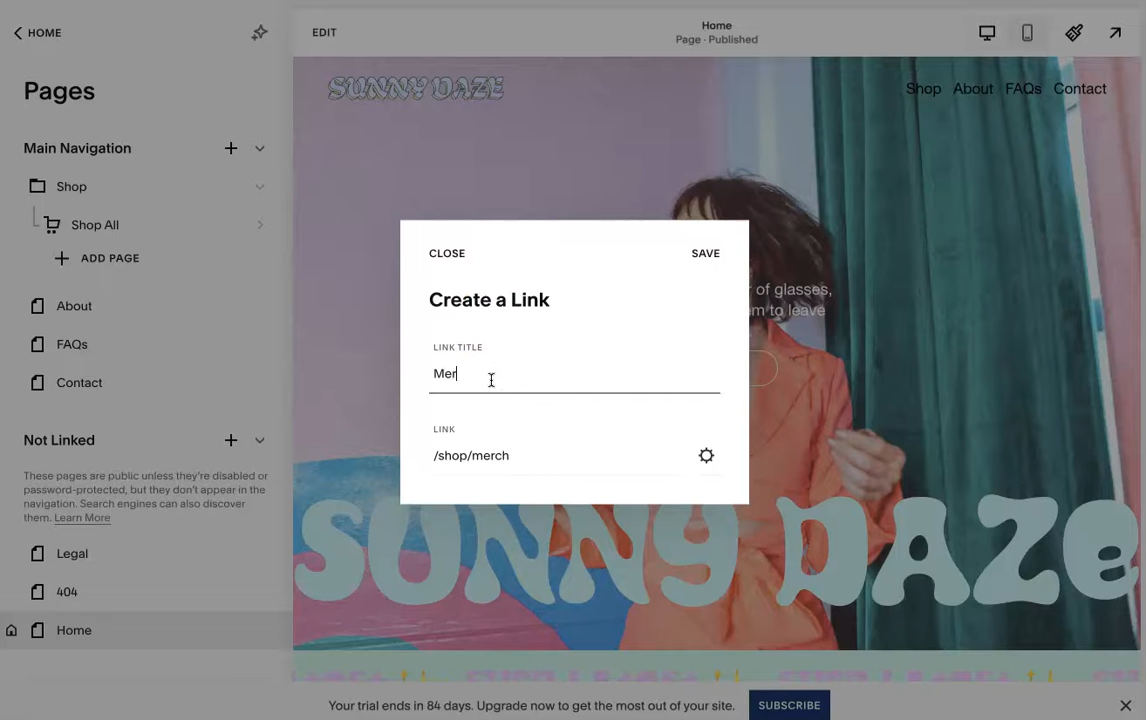 HOME
EDIT
Home
Page · Published
Pages
SUNNY DAZE
Shop About FAQs Contact
Main Navigation
Shop
Shop All
ADD PAGE
About
FAQs
Contact
Not Linked
These pages are public unless they're disabled or
password-protected, but they don't appear in the
navigation. Search engines can also discover
them. Learn More
Legal
404
Home
CLOSE SAVE
Create a Link
LINK TITLE
Mer
LINK
/shop/merch
of glasses,
to leave
SUNNY DAZE
Your trial ends in 84 days. Upgrade now to get the most out of your site. SUBSCRIBE